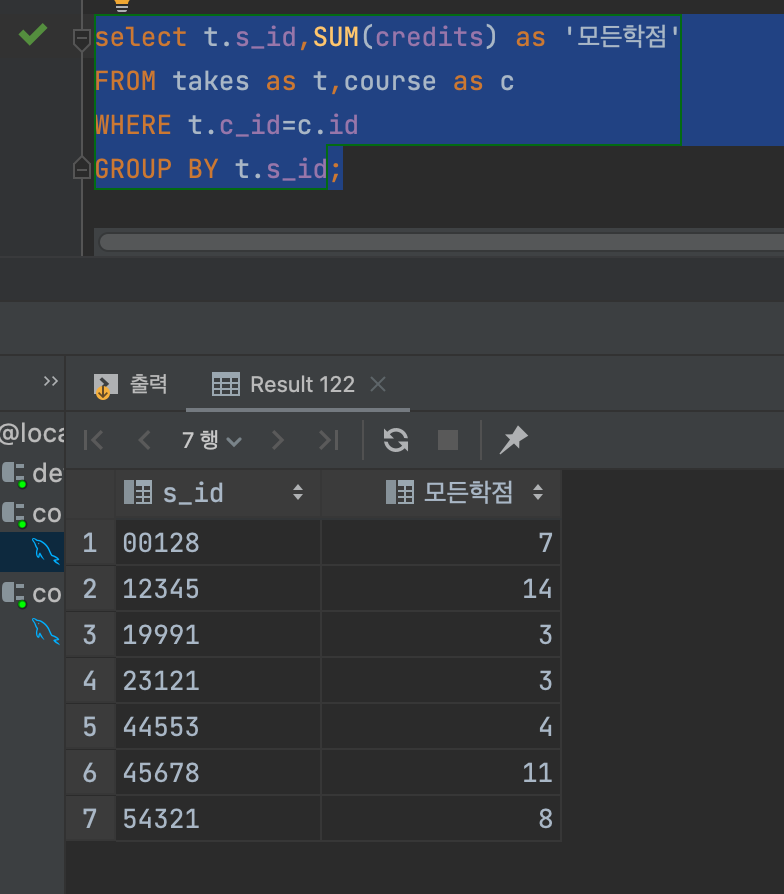 select t.s_id,SUM(credits) as '모든학점'
FROM takes as t,course as c
WHERE t.c_id=c.id
GROUP BY t.s_id;
출력 Result 122
7 행
@loca
de
co
co
s_id 모든학점
1 00128 7
2 12345 14
3 19991 3
4 23121 3
5 44553 4
6 45678 11
7 54321 8